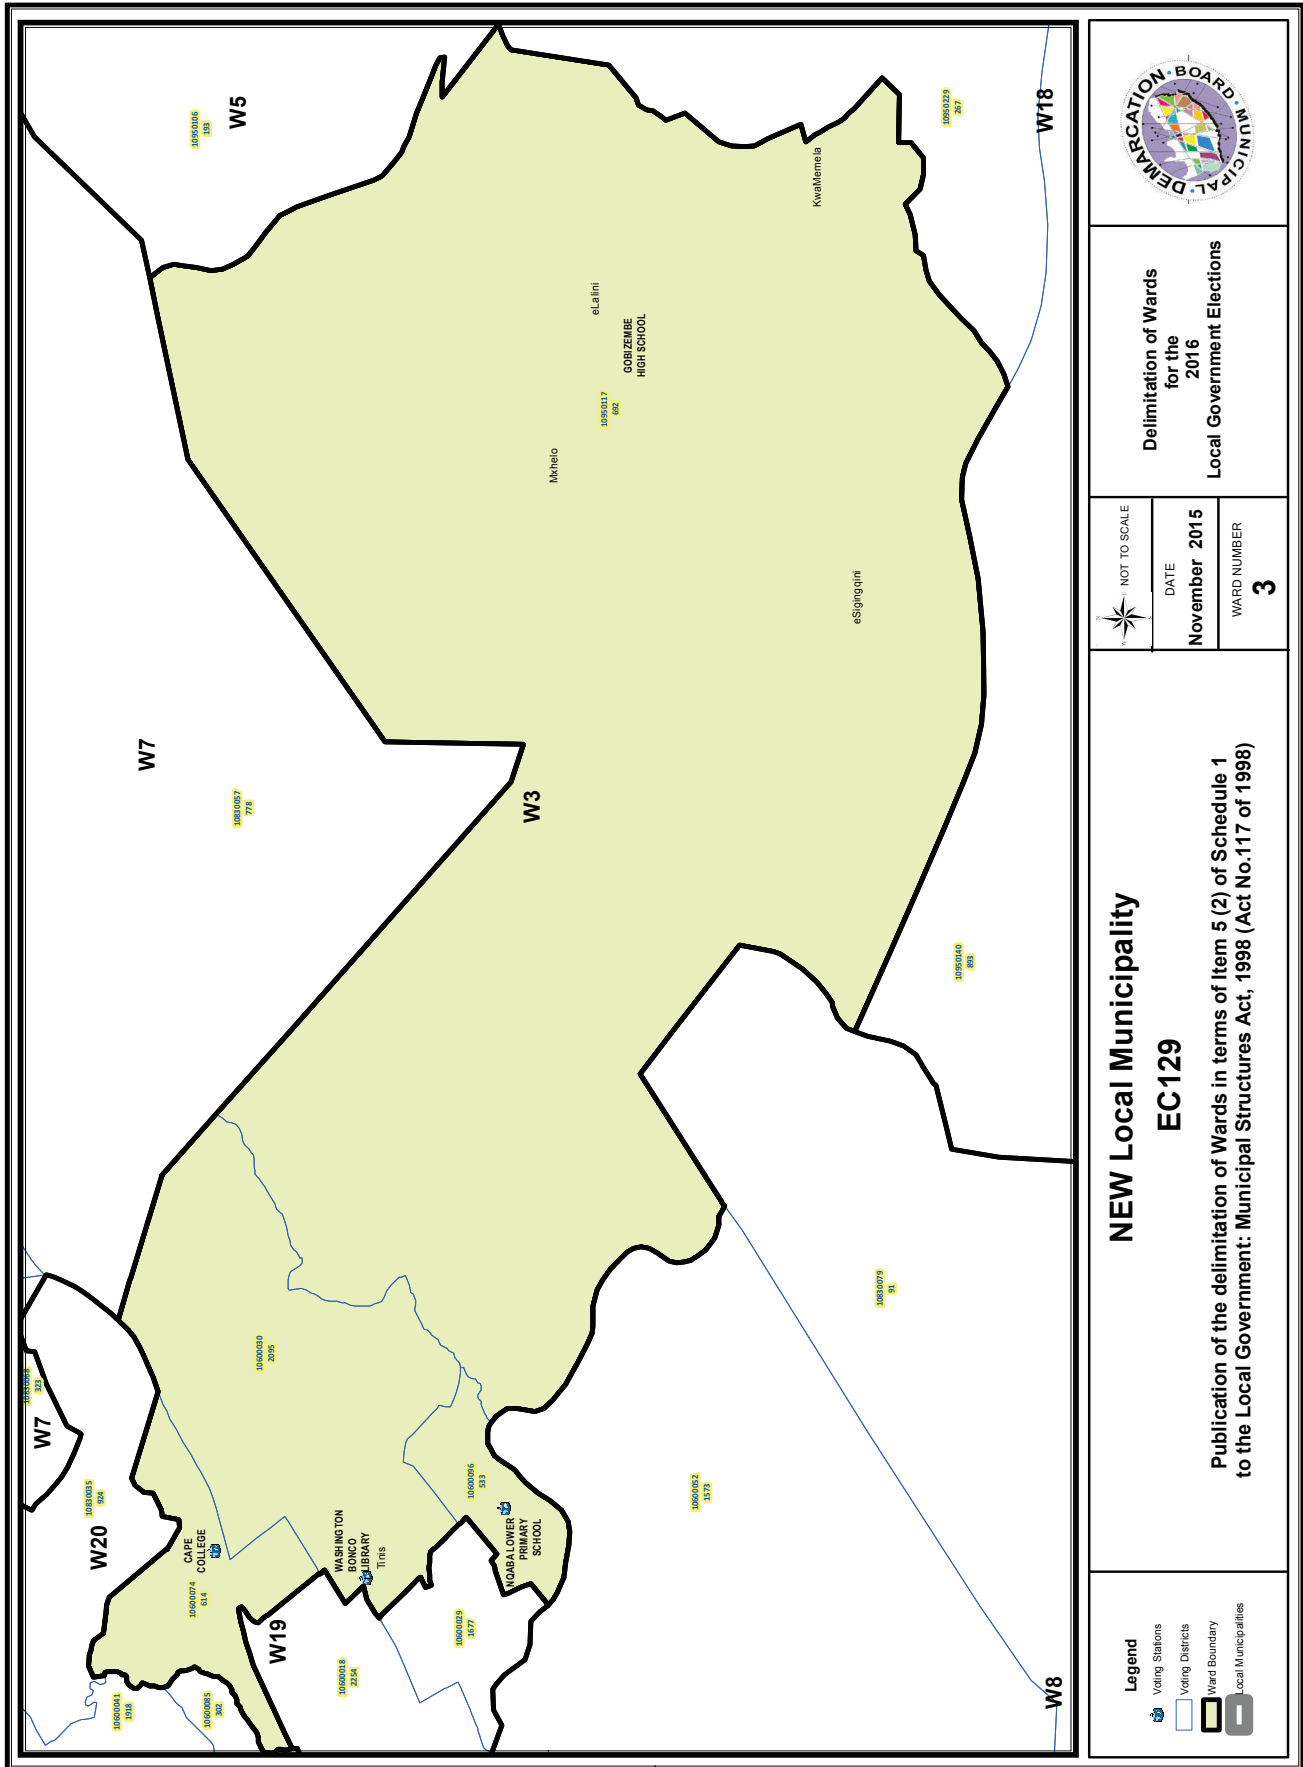 W5
10950106
193
W7
10830057
778
W3
10830068
323
W7
10830035
924
W20
CAPE
COLLEGE
10600074
614
10600041
1918
10600085
302
W19
10600030
2095
WASHINGTON
BONCO
LIBRARY
Tinis
10600018
2254
10600029
1677
10600096
533
NQABA LOWER
PRIMARY
SCHOOL
10600052
1573
10830079
91
W8
10950140
893
Mxhelo
10950117
692
eLalini
GOBIZEMBE
HIGH SCHOOL
eSigingqini
KwaMemela
10950229
267
W18
Legend
Voting Stations
Voting Districts
Ward Boundary
Local Municipalities
NEW Local Municipality
EC129
Publication of the delimitation of Wards in terms of Item 5 (2) of Schedule 1
to the Local Government: Municipal Structures Act, 1998 (Act No.117 of 1998)
NOT TO SCALE
DATE
November 2015
WARD NUMBER
3
Delimitation of Wards
for the
2016
Local Government Elections
MUNICIPAL · DEMARCATION · BOARD ·